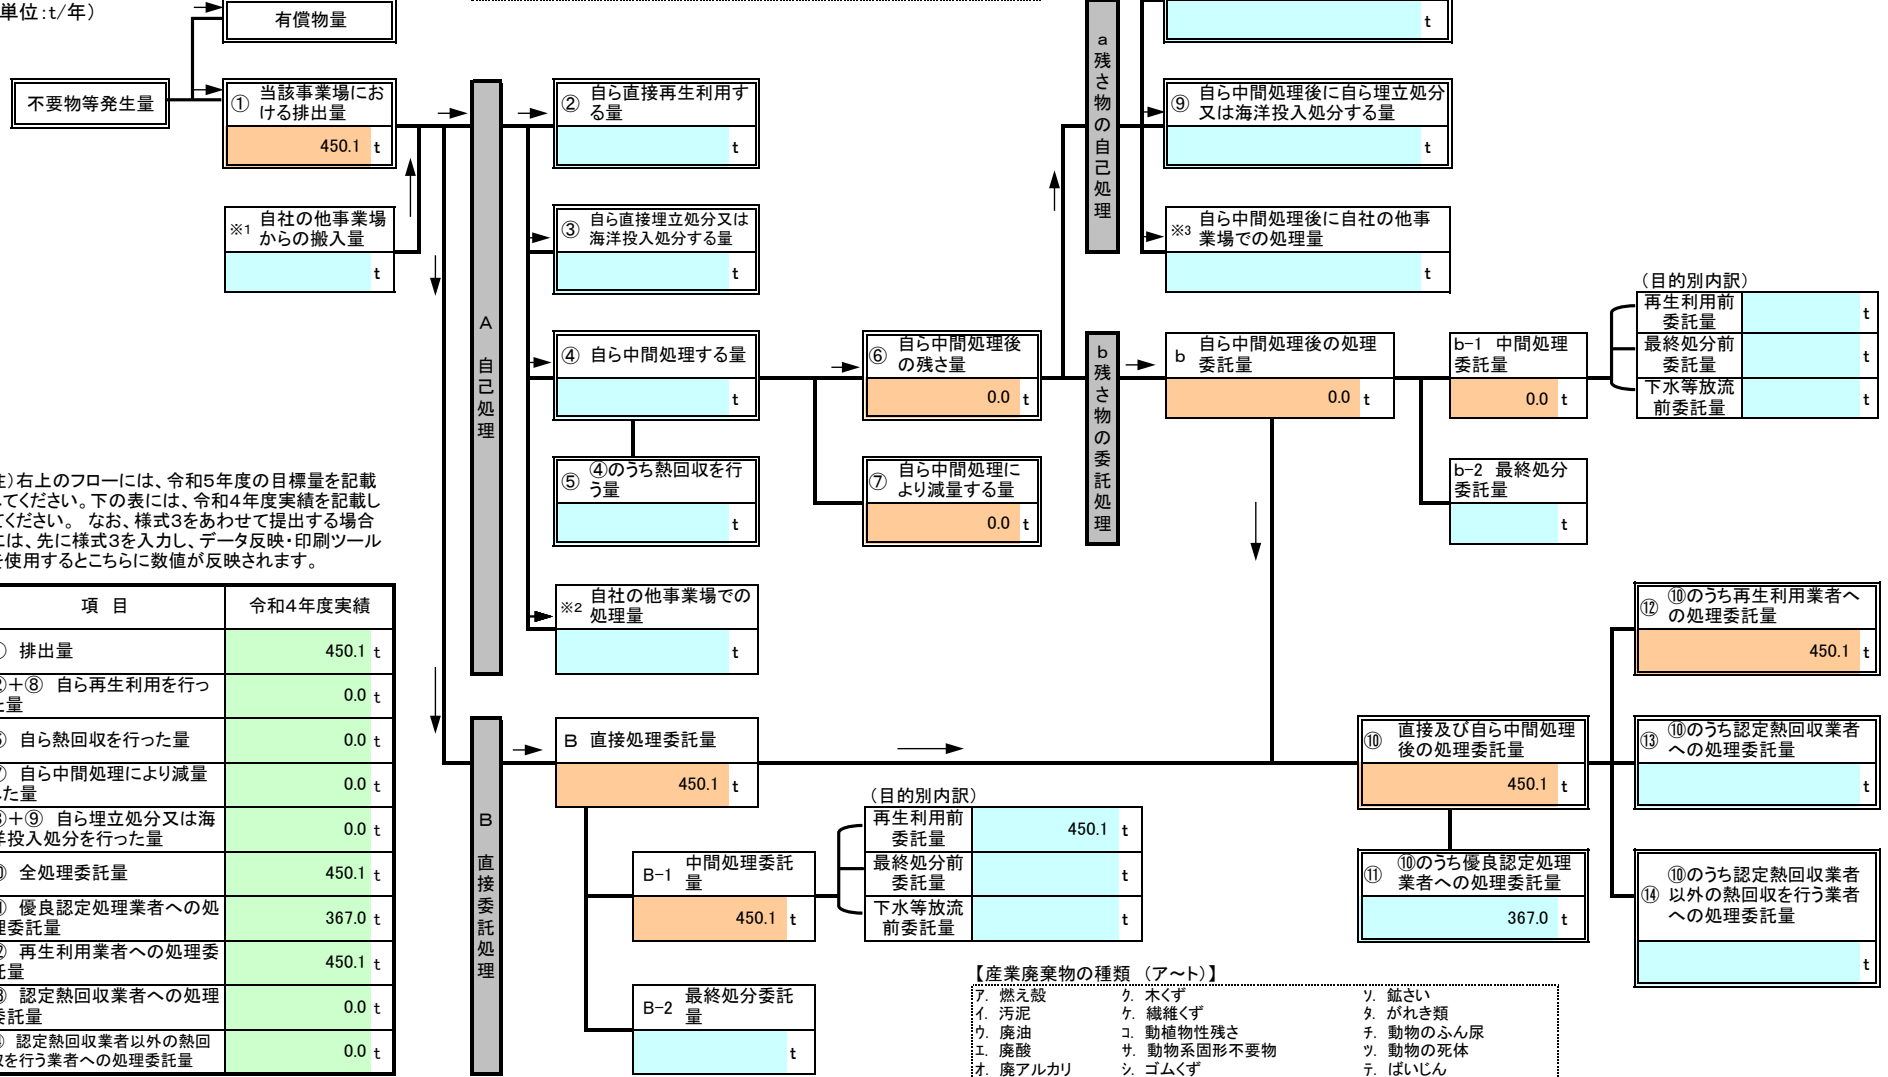 単位:t/年)
有償物量
不要物等発生量
① 当該事業場にお
ける排出量
450.1 t
※1 自社の他事業場
からの搬入量
t
A 自己処理
② 自ら直接再生利用す
る量
t
③ 自ら直接埋立処分又は
海洋投入処分する量
t
④ 自ら中間処理する量
t
⑤ ④のうち熱回収を行
う量
t
※2 自社の他事業場での
処理量
t
⑥ 自ら中間処理後
の残さ量
0.0 t
⑦ 自ら中間処理に
より減量する量
0.0 t
a 残さ物の自己処理
t
⑨ 自ら中間処理後に自ら埋立処分
又は海洋投入処分する量
t
※3 自ら中間処理後に自社の他事
業場での処理量
t
b 残さ物の委託処理
b 自ら中間処理後の処理
委託量
0.0 t
b-1 中間処理
委託量
0.0 t
b-2 最終処分
委託量
t
(目的別内訳)
再生利用前
委託量
t
最終処分前
委託量
t
下水等放流
前委託量
t
)右上のフローには、令和5年度の目標量を記載
てください。下の表には、令和4年度実績を記載し
ください。 なお、様式3をあわせて提出する場合
は、先に様式3を入力し、データ反映・印刷ツール
使用するとこちらに数値が反映されます。
項 目 令和4年度実績
排出量 450.1 t
+⑧ 自ら再生利用を行っ
量 0.0 t
自ら熱回収を行った量 0.0 t
自ら中間処理により減量
た量 0.0 t
+⑨ 自ら埋立処分又は海
投入処分を行った量 0.0 t
全処理委託量 450.1 t
優良認定処理業者への処
委託量 367.0 t
再生利用業者への処理委
量 450.1 t
認定熱回収業者への処理
託量 0.0 t
認定熱回収業者以外の熱回
を行う業者への処理委託量 0.0 t
B 直接委託処理
B 直接処理委託量
450.1 t
B-1 中間処理委託
量
450.1 t
B-2 最終処分委託
量
t
(目的別内訳)
再生利用前
委託量
450.1 t
最終処分前
委託量
t
下水等放流
前委託量
t
⑩ 直接及び自ら中間処理
後の処理委託量
450.1 t
⑪ ⑩のうち優良認定処理
業者への処理委託量
367.0 t
⑫ ⑩のうち再生利用業者へ
の処理委託量
450.1 t
⑬ ⑩のうち認定熱回収業者
への処理委託量
t
⑭ ⑩のうち認定熱回収業者
以外の熱回収を行う業者
への処理委託量
t
【産業廃棄物の種類 (ア～ト)】
ア. 燃え殻 ク. 木くず ソ. 鉱さい
イ. 汚泥 ケ. 繊維くず タ. がれき類
ウ. 廃油 コ. 動植物性残さ チ. 動物のふん尿
エ. 廃酸 サ. 動物系固形不要物 ツ. 動物の死体
オ. 廃アルカリ シ. ゴムくず テ. ばいじん